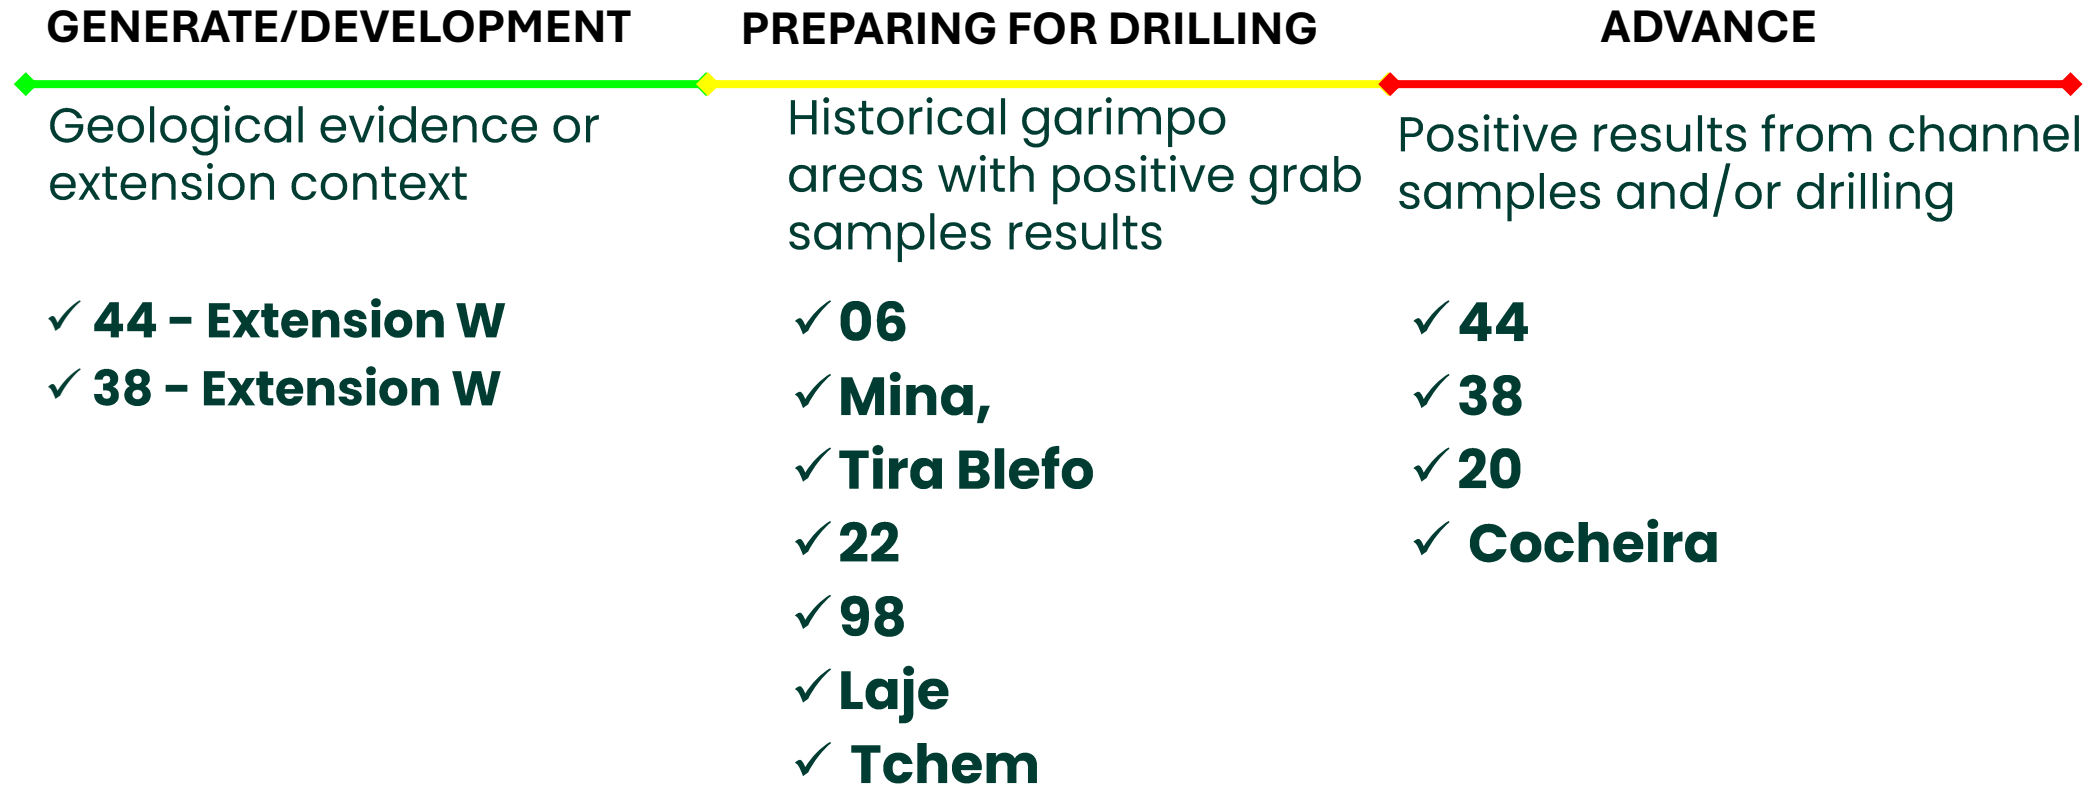 GENERATE/DEVELOPMENT
Geological evidence or
extension context
✓ 44 – Extension W
✓ 38 – Extension W
PREPARING FOR DRILLING
Historical garimpo
areas with positive grab
samples results
✓ 06
✓ Mina,
✓ Tira Blefo
✓ 22
✓ 98
✓ Laje
✓ Tchem
ADVANCE
Positive results from channel
samples and/or drilling
✓ 44
✓ 38
✓ 20
✓ Cocheira